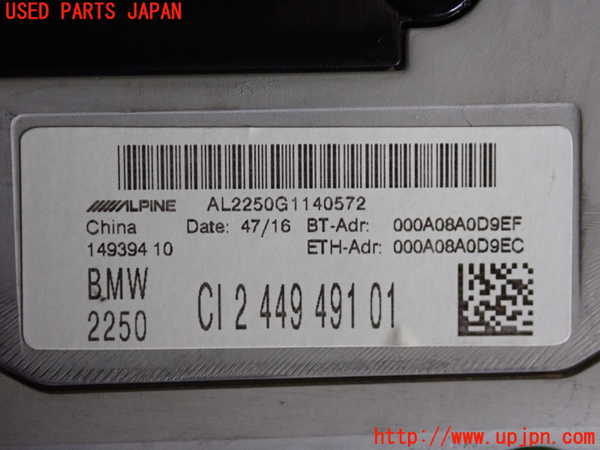 USED PARTS JAPAN
ALPINE AL2250G1140572
China Date: 47/16 BT-Adr: 000A08A0D9EF
149394 10 ETH-Adr: 000A08A0D9EC
BMW
2250 CI 2 449 491 01
http://www.upjpn.com/